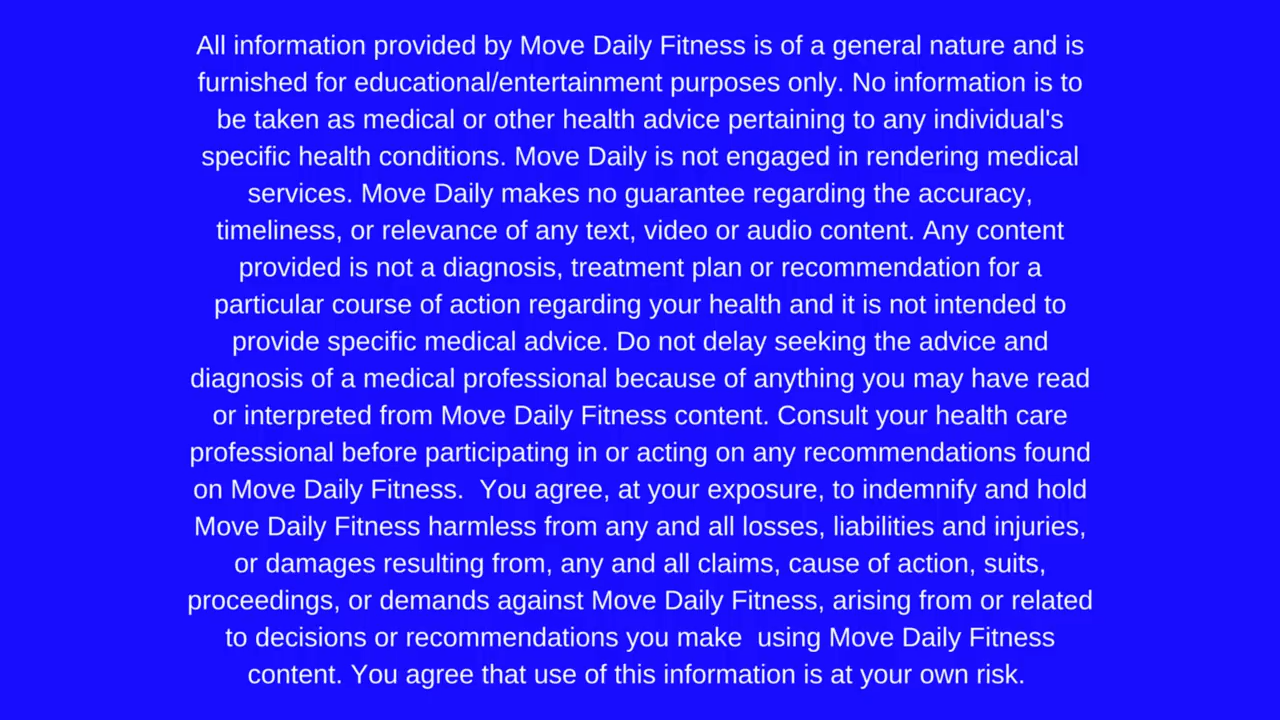 All information provided by Move Daily Fitness is of a general nature and is
furnished for educational/entertainment purposes only. No information is to
be taken as medical or other health advice pertaining to any individual's
specific health conditions. Move Daily is not engaged in rendering medical
services. Move Daily makes no guarantee regarding the accuracy,
timeliness, or relevance of any text, video or audio content. Any content
provided is not a diagnosis, treatment plan or recommendation for a
particular course of action regarding your health and it is not intended to
provide specific medical advice. Do not delay seeking the advice and
diagnosis of a medical professional because of anything you may have read
or interpreted from Move Daily Fitness content. Consult your health care
professional before participating in or acting on any recommendations found
on Move Daily Fitness.  You agree, at your exposure, to indemnify and hold
Move Daily Fitness harmless from any and all losses, liabilities and injuries,
or damages resulting from, any and all claims, cause of action, suits,
proceedings, or demands against Move Daily Fitness, arising from or related
to decisions or recommendations you make  using Move Daily Fitness
content. You agree that use of this information is at your own risk.